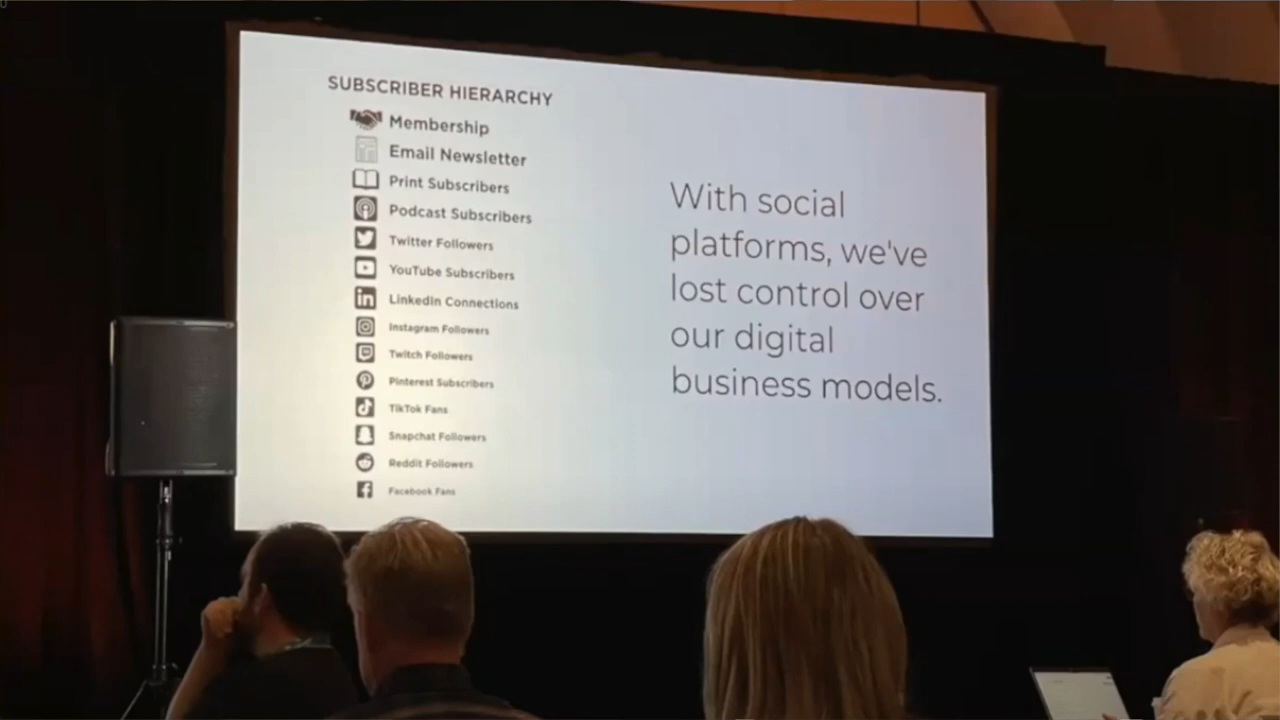 SUBSCRIBER HIERARCHY
Membership
Email Newsletter
Print Subscribers
Podcast Subscribers
Twitter Followers
YouTube Subscribers
LinkedIn Connections
Instagram Followers
Twitch Followers
Pinterest Subscribers
TikTok Fans
Snapchat Followers
Reddit Followers
Facebook Fans
With social
platforms, we've
lost control over
our digital
business models.